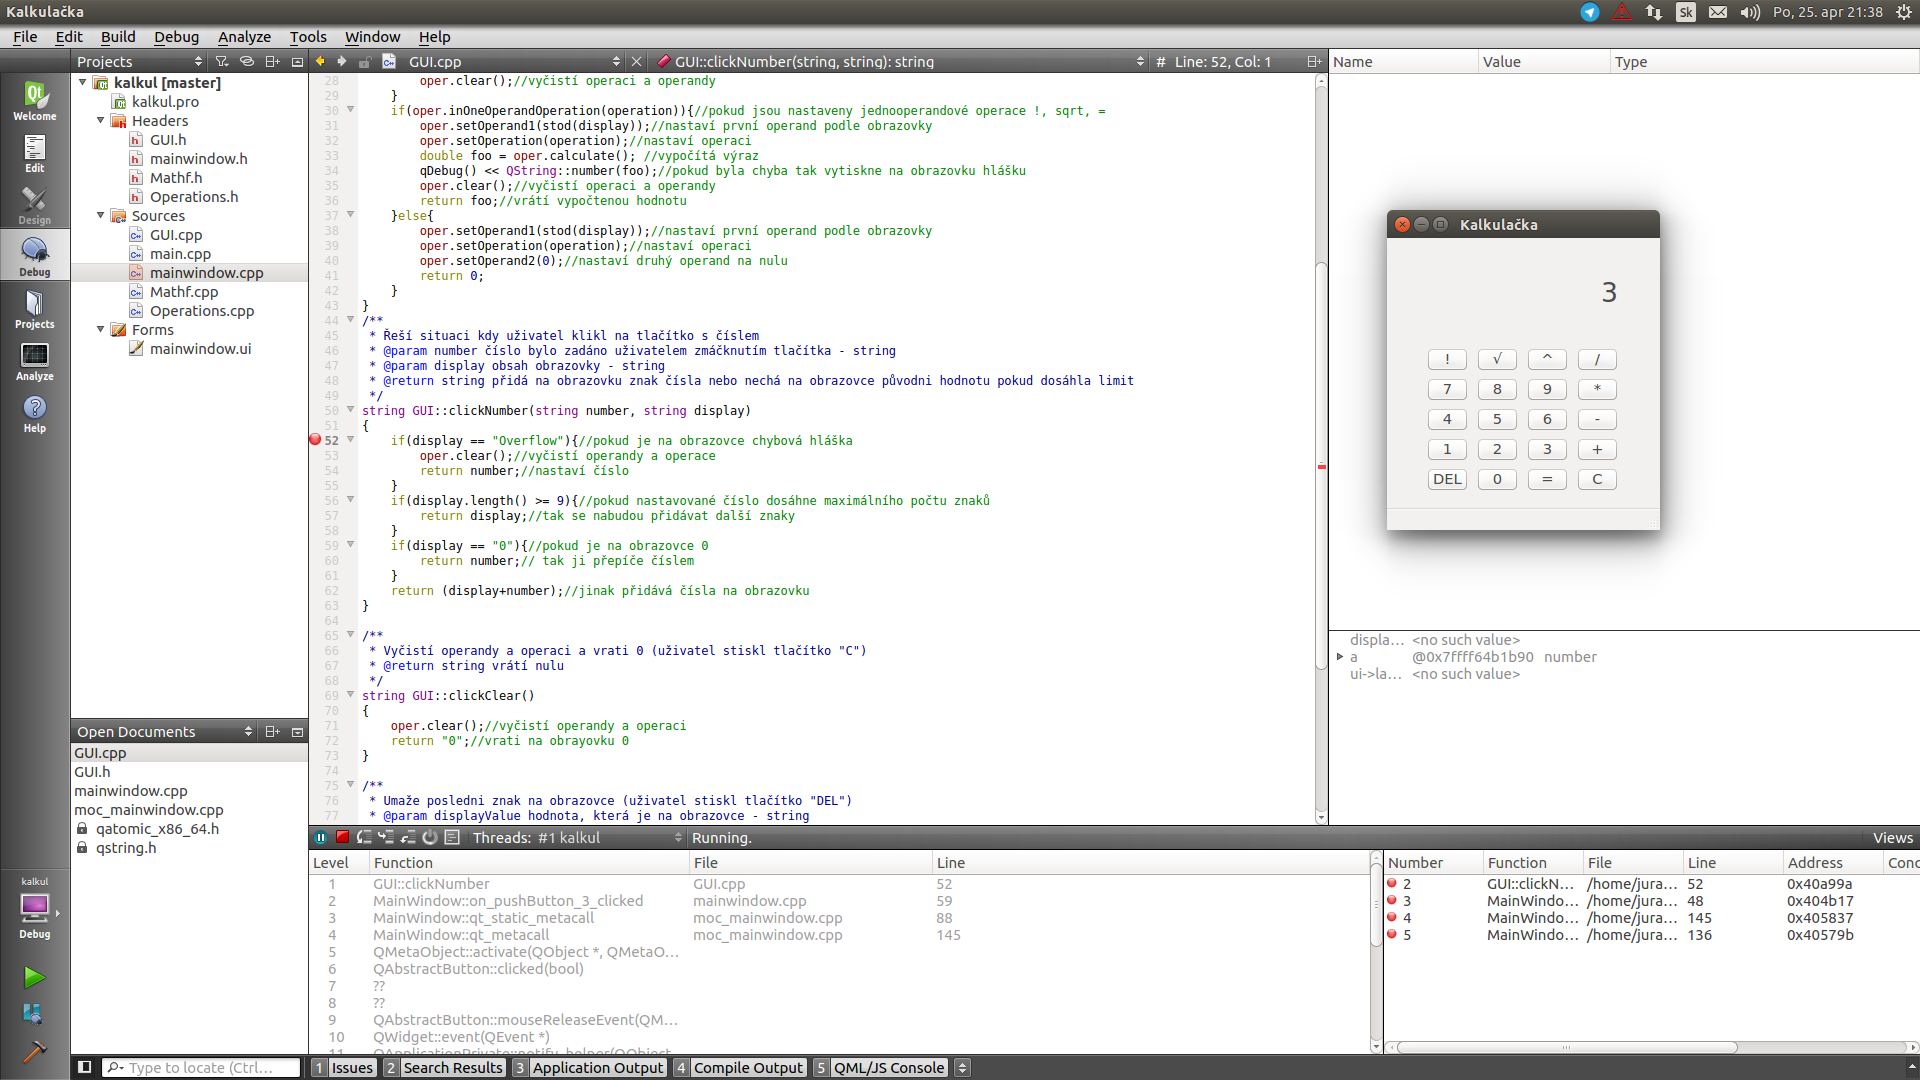 Kalkulačka
Sk
Po, 25. apr 21:38
File Edit Build Debug Analyze Tools Window Help
Projects
GUI.cpp
GUI::clickNumber(string, string): string
# Line: 52, Col: 1
Name Value Type
Welcome
Edit
Design
Debug
Projects
Analyze
Help
kalkul
Debug
kalkul [master]
kalkul.pro
Headers
GUI.h
mainwindow.h
Mathf.h
Operations.h
Sources
GUI.cpp
main.cpp
mainwindow.cpp
Mathf.cpp
Operations.cpp
Forms
mainwindow.ui
Open Documents
GUI.cpp
GUI.h
mainwindow.cpp
moc_mainwindow.cpp
qatomic_x86_64.h
qstring.h
28 oper.clear();//vyčistí operaci a operandy
29 }
30 if(oper.inOneOperandOperation(operation)){//pokud jsou nastaveny jednooperandové operace !, sqrt, =
31 oper.setOperand1(stod(display));//nastaví první operand podle obrazovky
32 oper.setOperation(operation);//nastaví operaci
33 double foo = oper.calculate(); //vypočítá výraz
34 qDebug() << QString::number(foo);//pokud byla chyba tak vytiskne na obrazovku hlášku
35 oper.clear();//vyčistí operaci a operandy
36 return foo;//vrátí vypočtenou hodnotu
37 }else{
38 oper.setOperand1(stod(display));//nastaví první operand podle obrazovky
39 oper.setOperation(operation);//nastaví operaci
40 oper.setOperand2(0);//nastaví druhý operand na nulu
41 return 0;
42 }
43 }
44 /**
45 * Řeší situaci kdy uživatel klikl na tlačítko s číslem
46 * @param number číslo bylo zadáno uživatelem zmáčknutím tlačítka - string
47 * @param display obsah obrazovky - string
48 * @return string přidá na obrazovku znak čísla nebo nechá na obrazovce původni hodnotu pokud dosáhla limit
49 */
50 string GUI::clickNumber(string number, string display)
51 {
52 if(display == "Overflow"){//pokud je na obrazovce chybová hláška
53 oper.clear();//vyčistí operandy a operace
54 return number;//nastaví číslo
55 }
56 if(display.length() >= 9){//pokud nastavované číslo dosáhne maximálního počtu znaků
57 return display;//tak se nabudou přidávat další znaky
58 }
59 if(display == "0"){//pokud je na obrazovce 0
60 return number;// tak ji přepíče číslem
61 }
62 return (display+number);//jinak přidává čísla na obrazovku
63 }
64
65 /**
66 * Vyčistí operandy a operaci a vrati 0 (uživatel stiskl tlačítko "C")
67 * @return string vrátí nulu
68 */
69 string GUI::clickClear()
70 {
71 oper.clear();//vyčistí operandy a operaci
72 return "0";//vrati na obrayovku 0
73 }
74
75 /**
76 * Umaže posledni znak na obrazovce (uživatel stiskl tlačítko "DEL")
77 * @param displayValue hodnota, která je na obrazovce - string
Kalkulačka
3
! √ ^ /
7 8 9 *
4 5 6 -
1 2 3 +
DEL 0 = C
displa... <no such value>
a @0x7ffff64b1b90 number
ui->la... <no such value>
Threads: #1 kalkul Running. Views
Level Function File Line
1 GUI::clickNumber GUI.cpp 52
2 MainWindow::on_pushButton_3_clicked mainwindow.cpp 59
3 MainWindow::qt_static_metacall moc_mainwindow.cpp 88
4 MainWindow::qt_metacall moc_mainwindow.cpp 145
5 QMetaObject::activate(QObject *, QMetaO...
6 QAbstractButton::clicked(bool)
7 ??
8 ??
9 QAbstractButton::mouseReleaseEvent(QM...
10 QWidget::event(QEvent *)
11 QApplicationPrivate::notify_helper(QObject
Number Function File Line Address Conc
2 GUI::clickN... /home/jura... 52 0x40a99a
3 MainWindo... /home/jura... 48 0x404b17
4 MainWindo... /home/jura... 145 0x405837
5 MainWindo... /home/jura... 136 0x40579b
Type to locate (Ctrl...
1 Issues 2 Search Results 3 Application Output 4 Compile Output 5 QML/JS Console